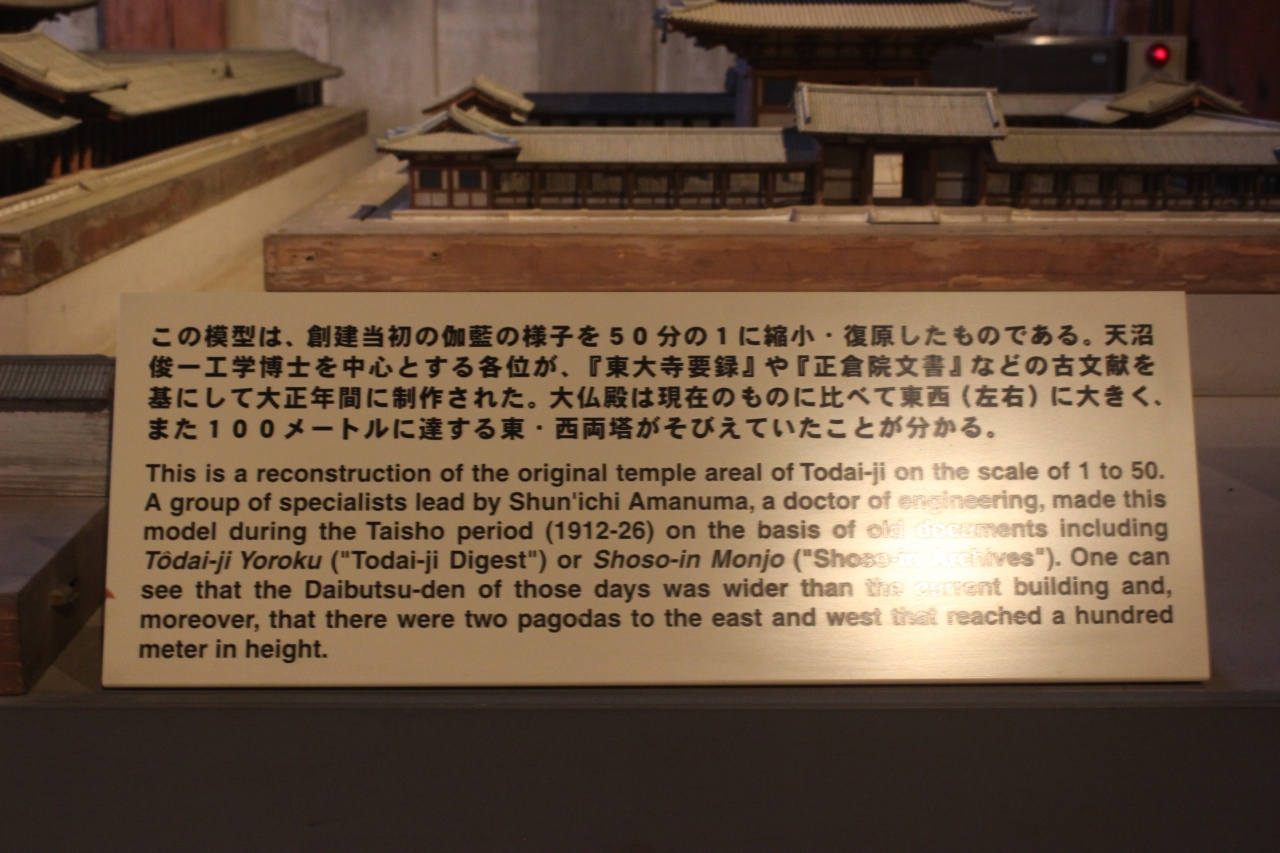 この模型は、創建当初の伽藍の様子を５０分の１に縮小・復原したものである。天沼
俊一工学博士を中心とする各位が、『東大寺要録』や『正倉院文書』などの古文献を
基にして大正年間に制作された。大仏殿は現在のものに比べて東西（左右）に大きく、
また１００メートルに達する東・西両塔がそびえていたことが分かる。
This is a reconstruction of the original temple areal of Todai-ji on the scale of 1 to 50.
A group of specialists lead by Shun'ichi Amanuma, a doctor of engineering, made this
model during the Taisho period (1912-26) on the basis of old documents including
Tôdai-ji Yoroku ("Todai-ji Digest") or Shoso-in Monjo ("Shoso-in Archives"). One can
see that the Daibutsu-den of those days was wider than the current building and,
moreover, that there were two pagodas to the east and west that reached a hundred
meter in height.